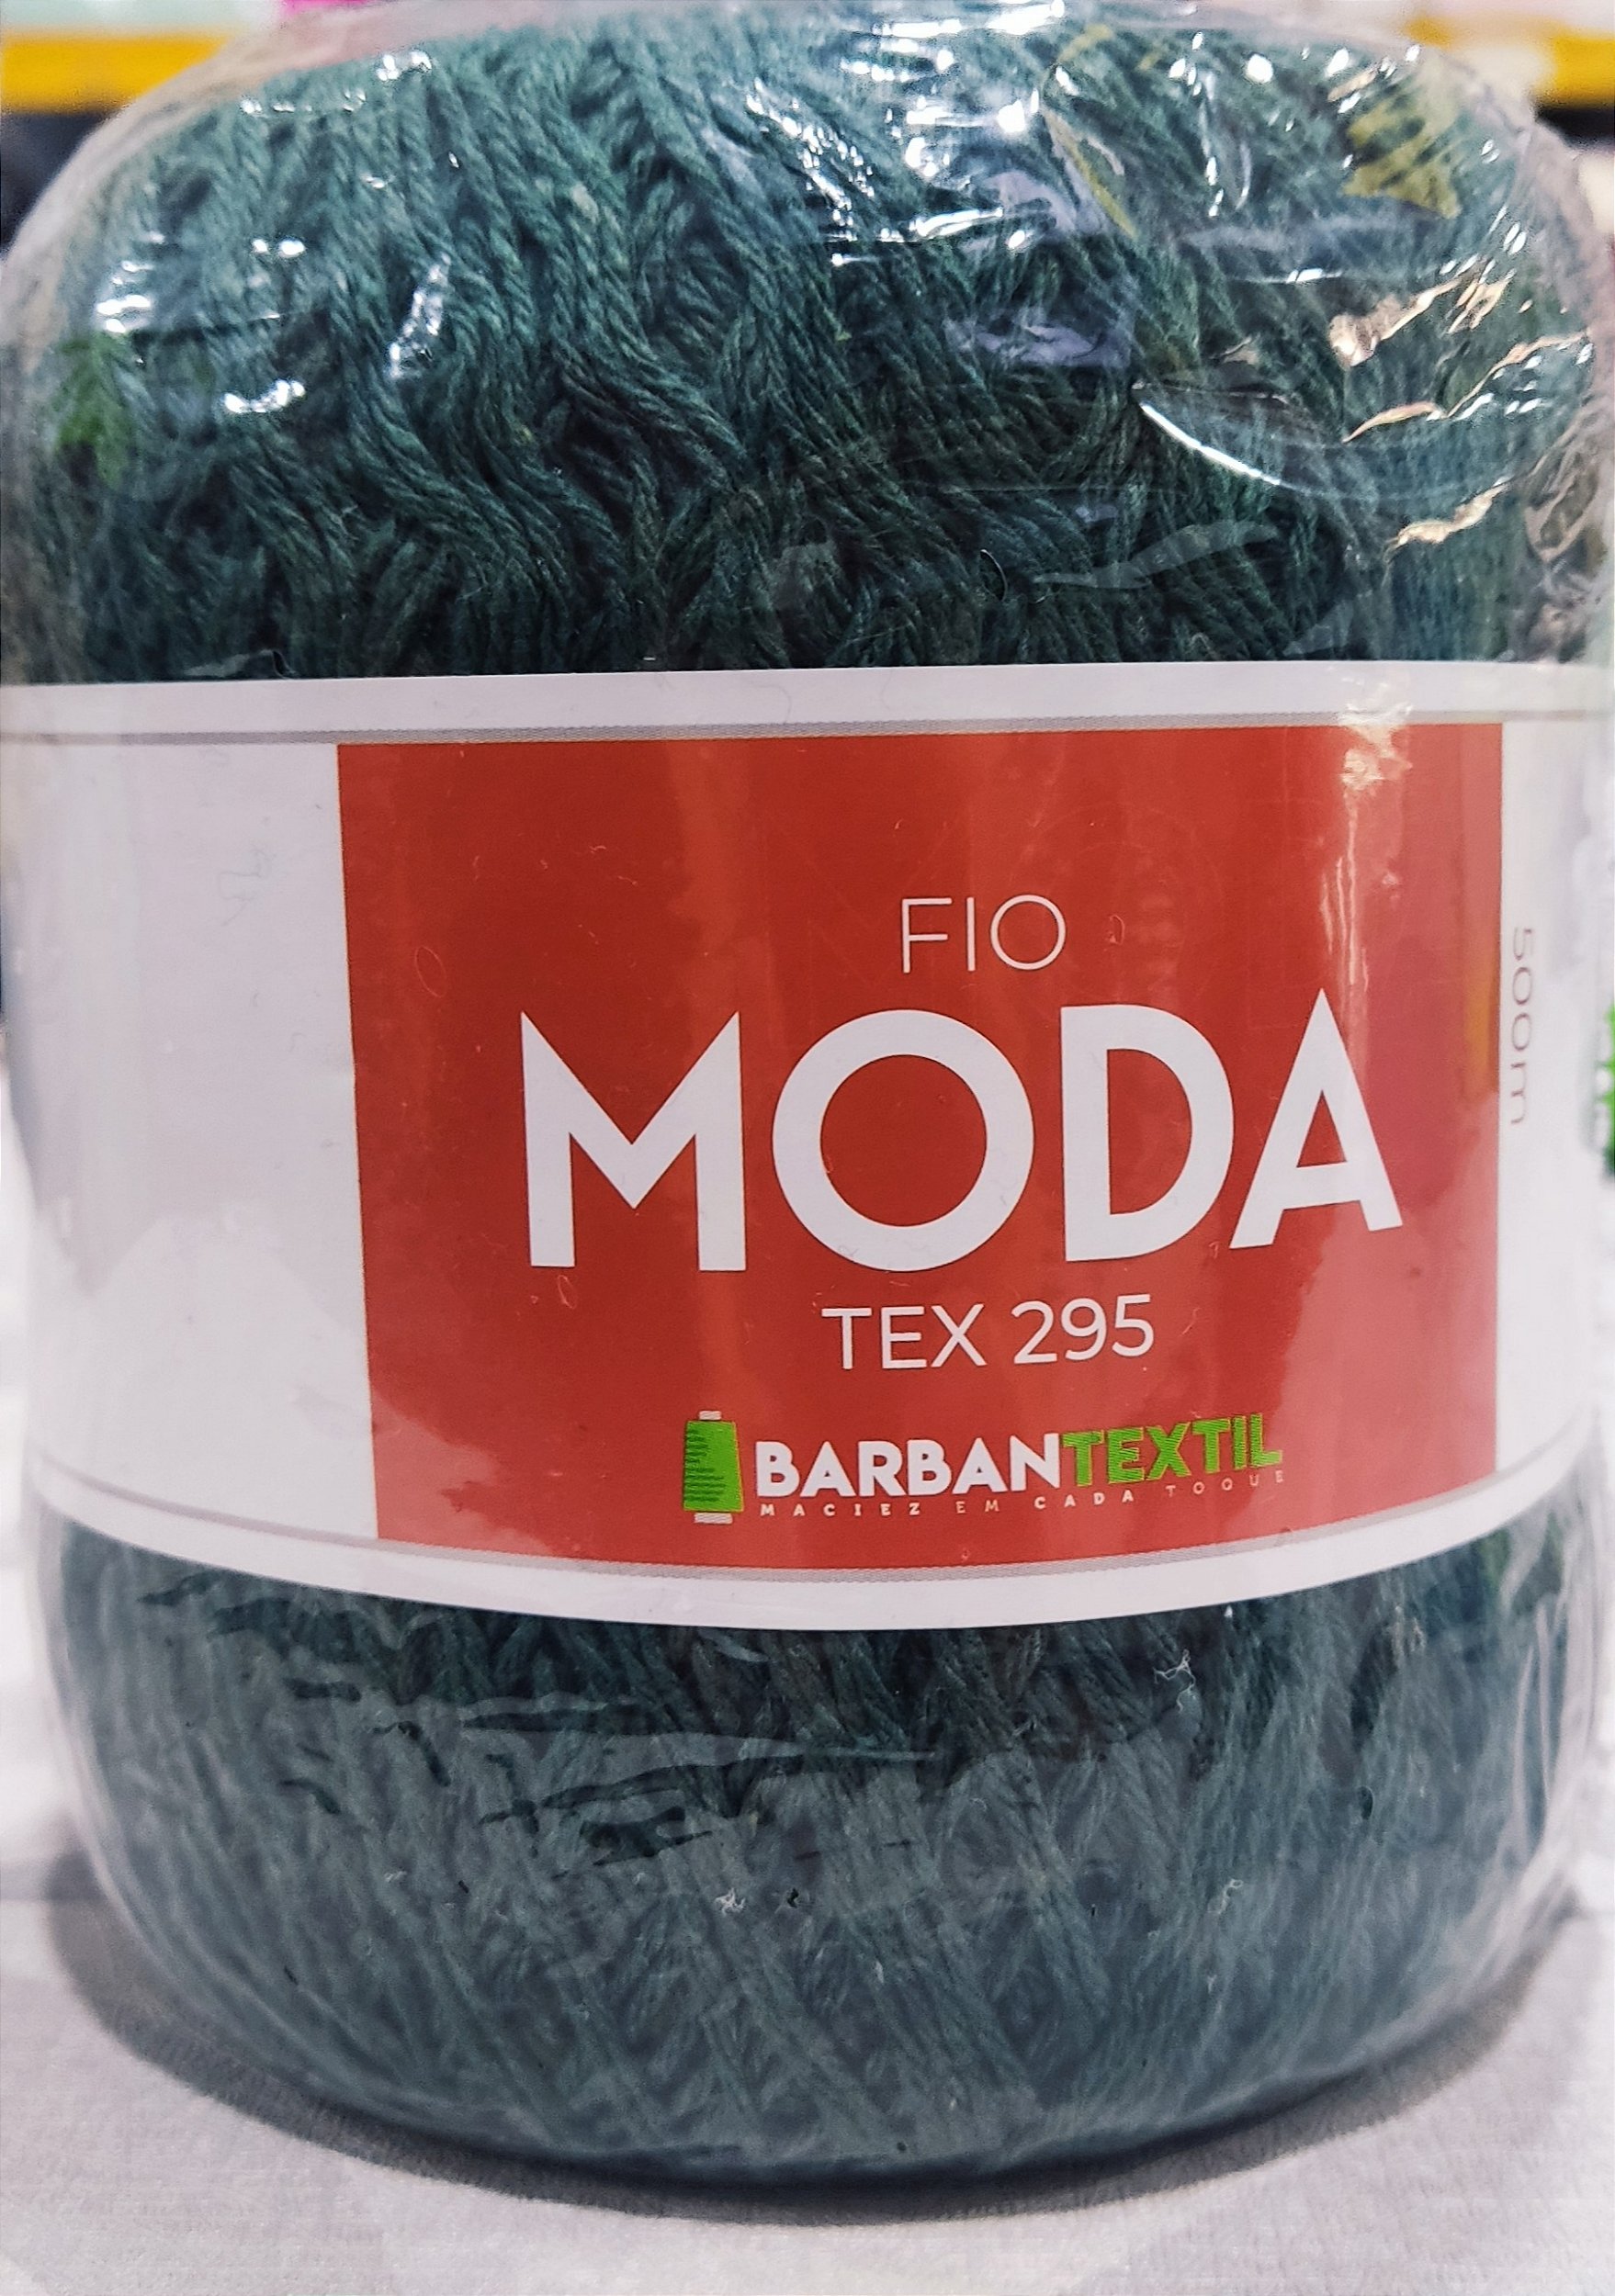 FIO
MODA
TEX 295
BARBANTEXTIL
MACIEZ EM CADA TOQUE
500m